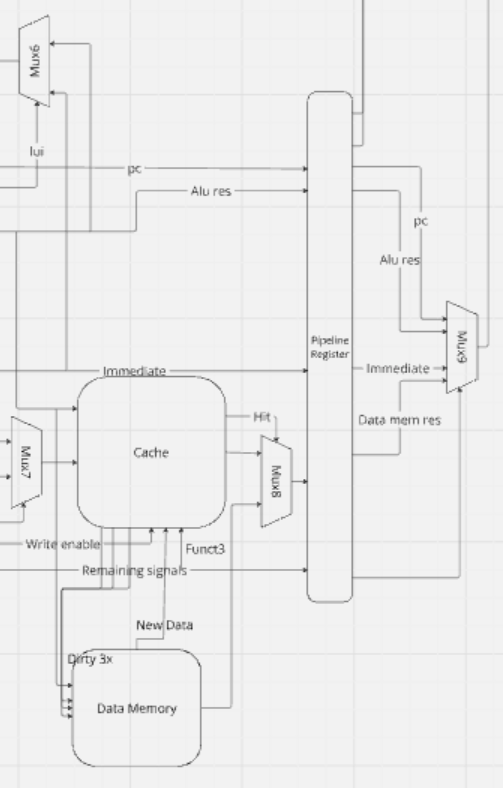 Mux6
lui
pc
Alu res
pc
Alu res
Pipeline
Register
Mux9
Immediate
Immediate
Hit
Data mem res
Cache
Mux7
Mux8
Write enable
Funct3
Remaining signals
New Data
Dirty 3x
Data Memory